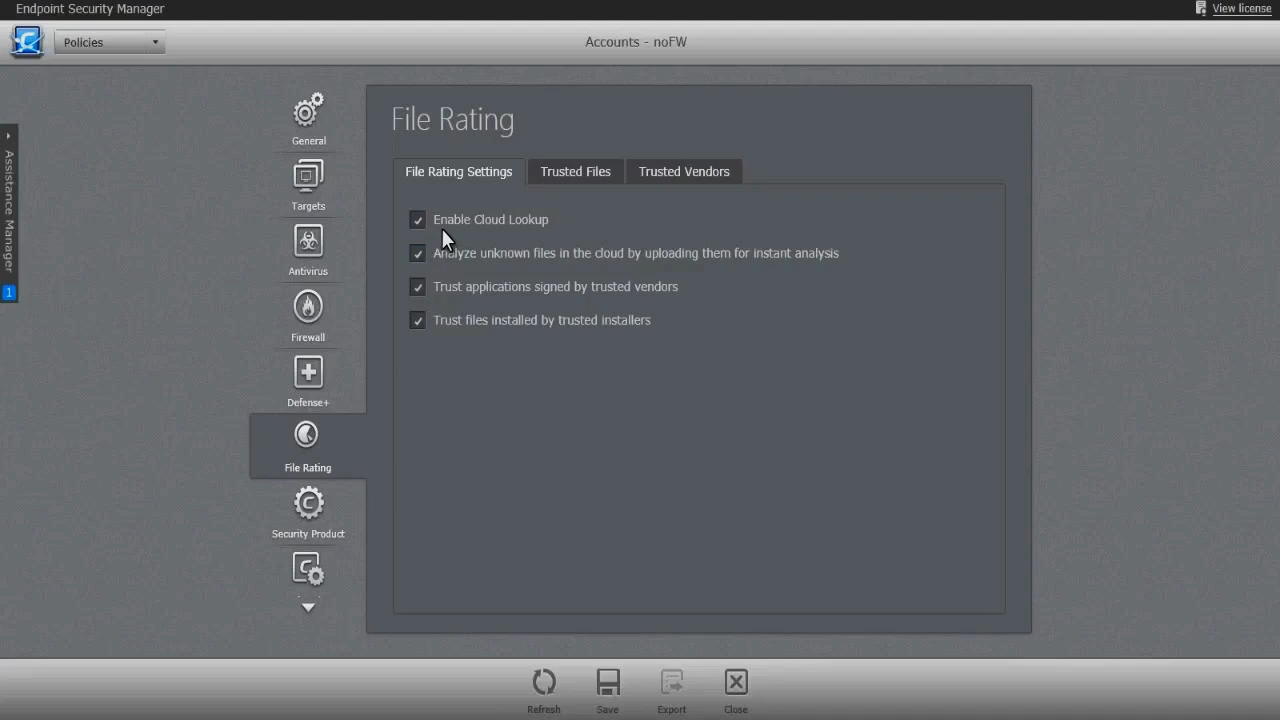 Endpoint Security Manager
View license
Policies
Accounts - noFW
Assistance Manager
1
General
Targets
Antivirus
Firewall
Defense+
File Rating
Security Product
File Rating
File Rating Settings
Trusted Files
Trusted Vendors
Enable Cloud Lookup
Analyze unknown files in the cloud by uploading them for instant analysis
Trust applications signed by trusted vendors
Trust files installed by trusted installers
Refresh
Save
Export
Close